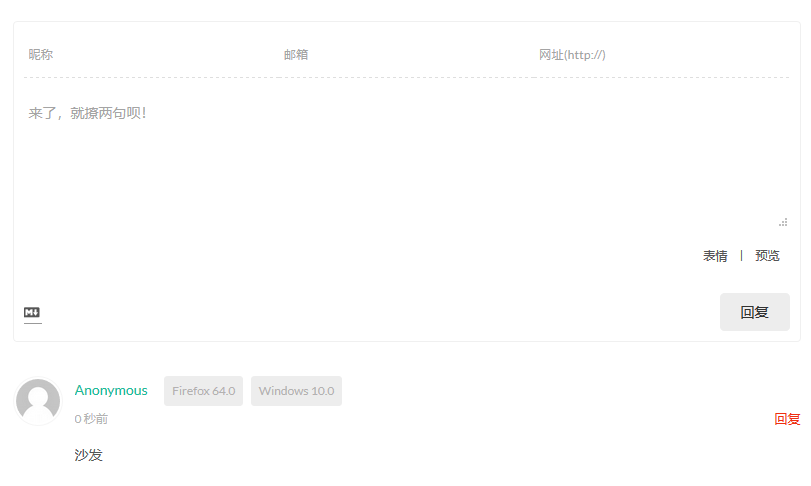 昵称 邮箱 网址(http://)
来了，就撩两句呗！
表情 | 预览
M↓ 回复
Anonymous Firefox 64.0 Windows 10.0
0 秒前 回复
沙发